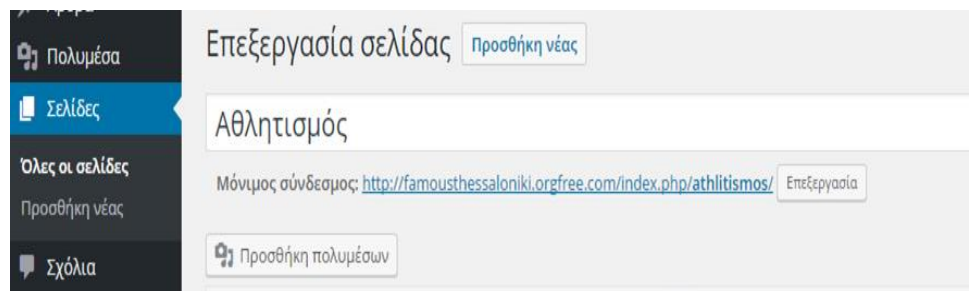 Πολυμέσα
Σελίδες
Όλες οι σελίδες
Προσθήκη νέας
Σχόλια
Επεξεργασία σελίδας Προσθήκη νέας
Αθλητισμός
Μόνιμος σύνδεσμος: http://famousthessaloniki.orgfree.com/index.php/athlitismos/ Επεξεργασία
Προσθήκη πολυμέσων